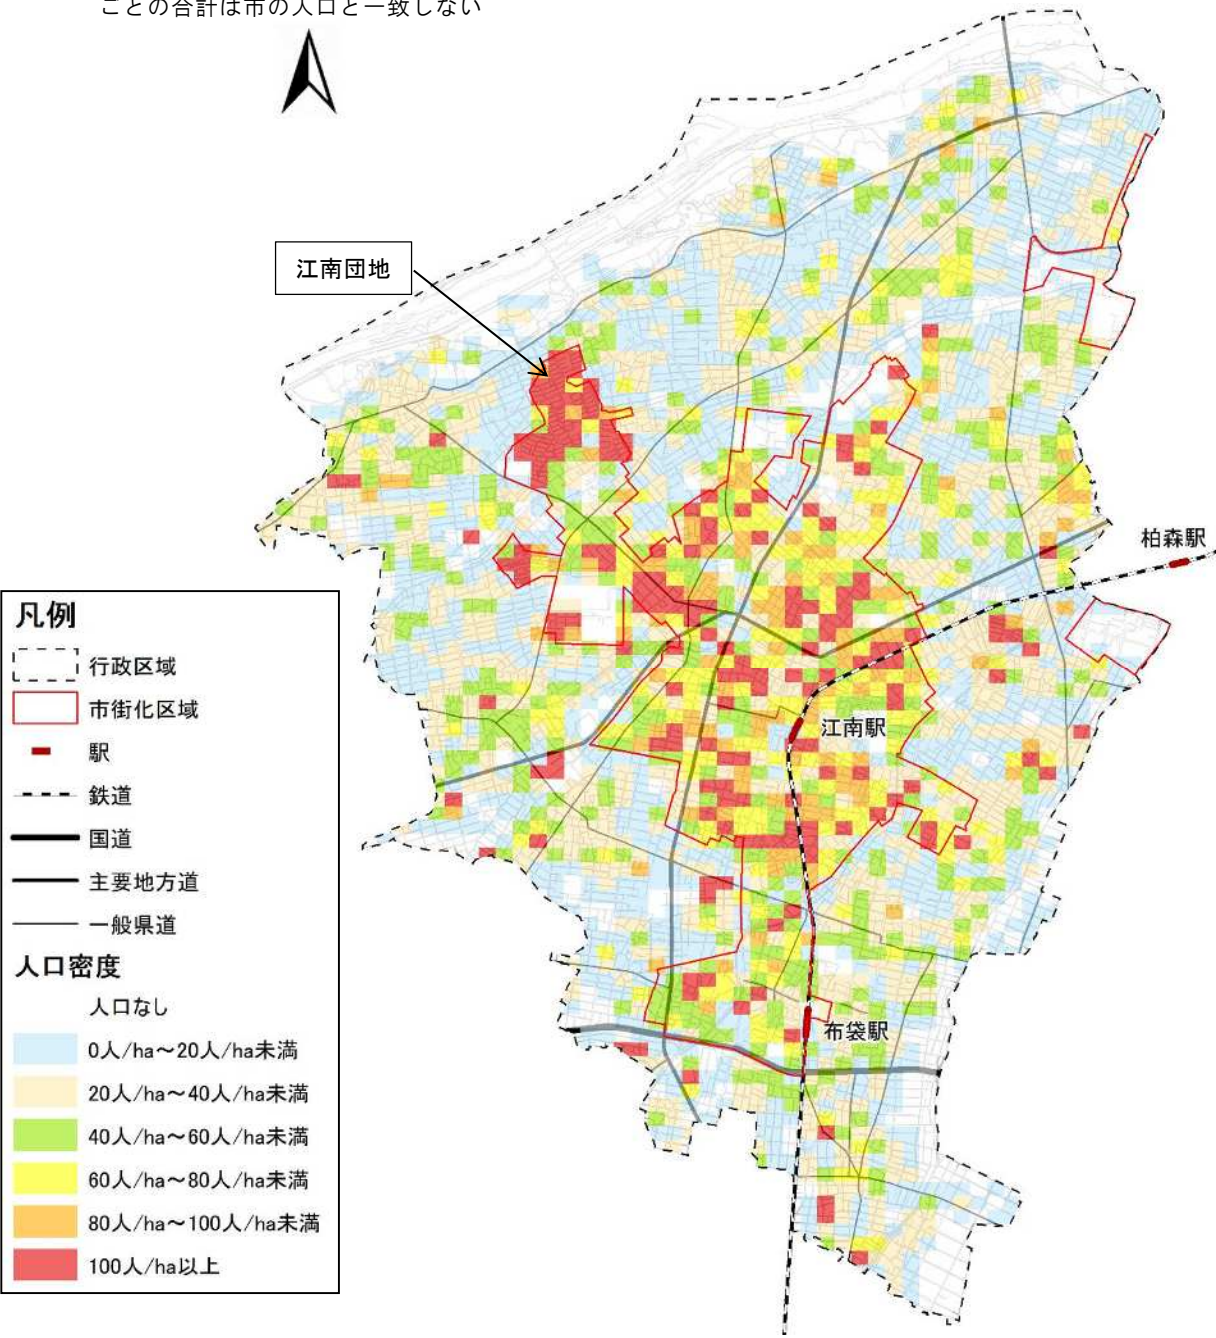 ごとの合計は市の人口と一致しない
江南団地
柏森駅
江南駅
布袋駅
凡例
行政区域
市街化区域
駅
鉄道
国道
主要地方道
一般県道
人口密度
人口なし
0人/ha～20人/ha未満
20人/ha～40人/ha未満
40人/ha～60人/ha未満
60人/ha～80人/ha未満
80人/ha～100人/ha未満
100人/ha以上